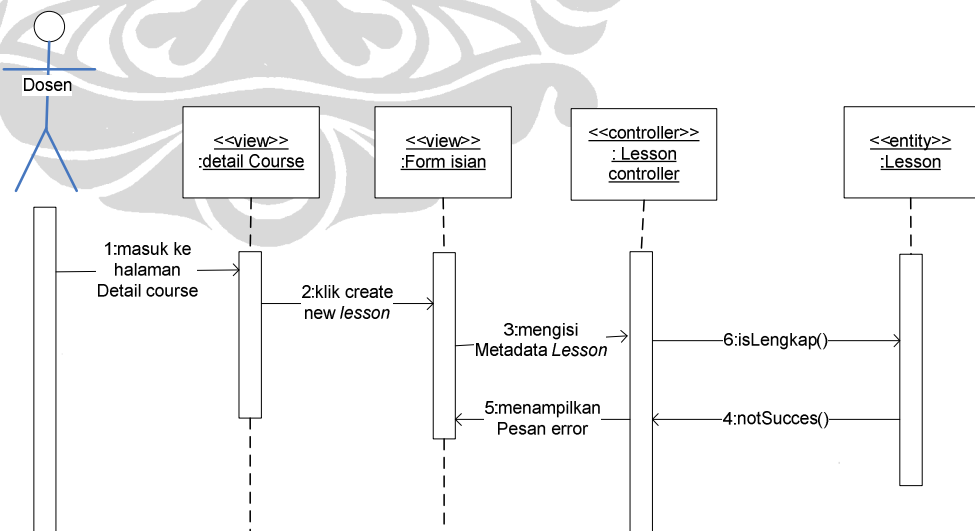 Dosen
<<view>>
:detail Course
<<view>>
:Form isian
<<controller>>
: Lesson
controller
<<entity>>
:Lesson
1:masuk ke
halaman
Detail course
2:klik create
new lesson
3:mengisi
Metadata Lesson
6:isLengkap()
5:menampilkan
Pesan error
4:notSucces()